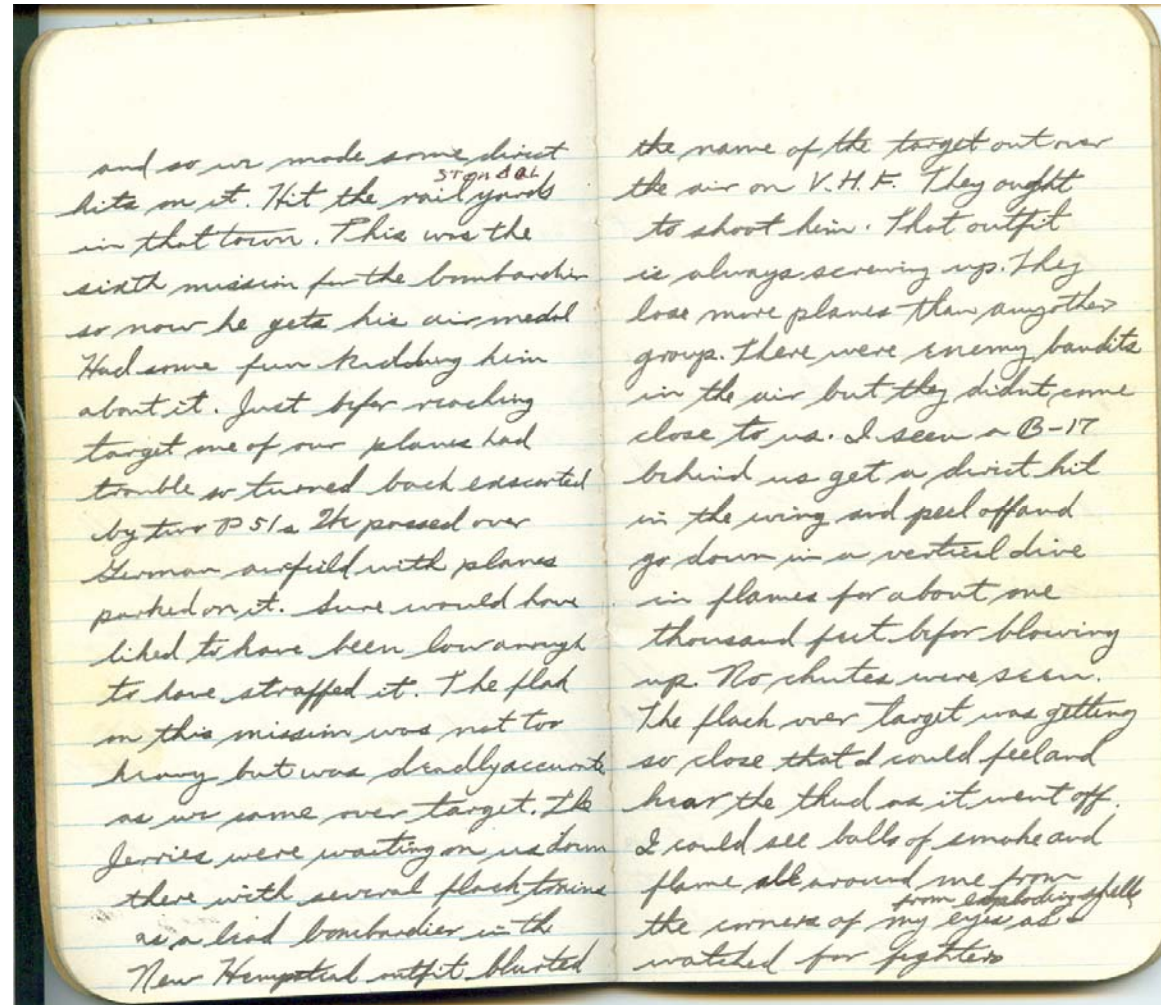 and so we made some direct
STENDAL
hits on it. Hit the rail yards
in that town. This was the
sixth mission for the bombardier
so now he gets his air medal
Had some fun kidding him
about it. Just befor reaching
target one of our planes had
trouble so turned back enscorted
by two P 51s We passed over
German airfield with planes
parked on it. Sure would have
liked to have been low enough
to have straffed it. The flak
on this mission was not too
heavy but was deadly accurate
as we came over target. The
Jerries were waiting on us down
there with several flack trains
as a lead bombardier in the
New outfit blurted
the name of the target out over
the air on V.H.F. They ought
to shoot him. That outfit
is always screwing up. They
lose more planes than anyother
group. There were enemy bandits
in the air but they didnt come
close to us. I seen a B-17
behind us get a direct hit
in the wing and peel off and
go down in a vertical dive
in flames for about one
thousand feet befor blowing
up. No chutes were seen.
The flack over target was getting
so close that I could feel and
hear the thud as it went off.
I could see balls of smoke and
flame all around me from
from exploding shells
the corners of my eyes as I
watched for fighters